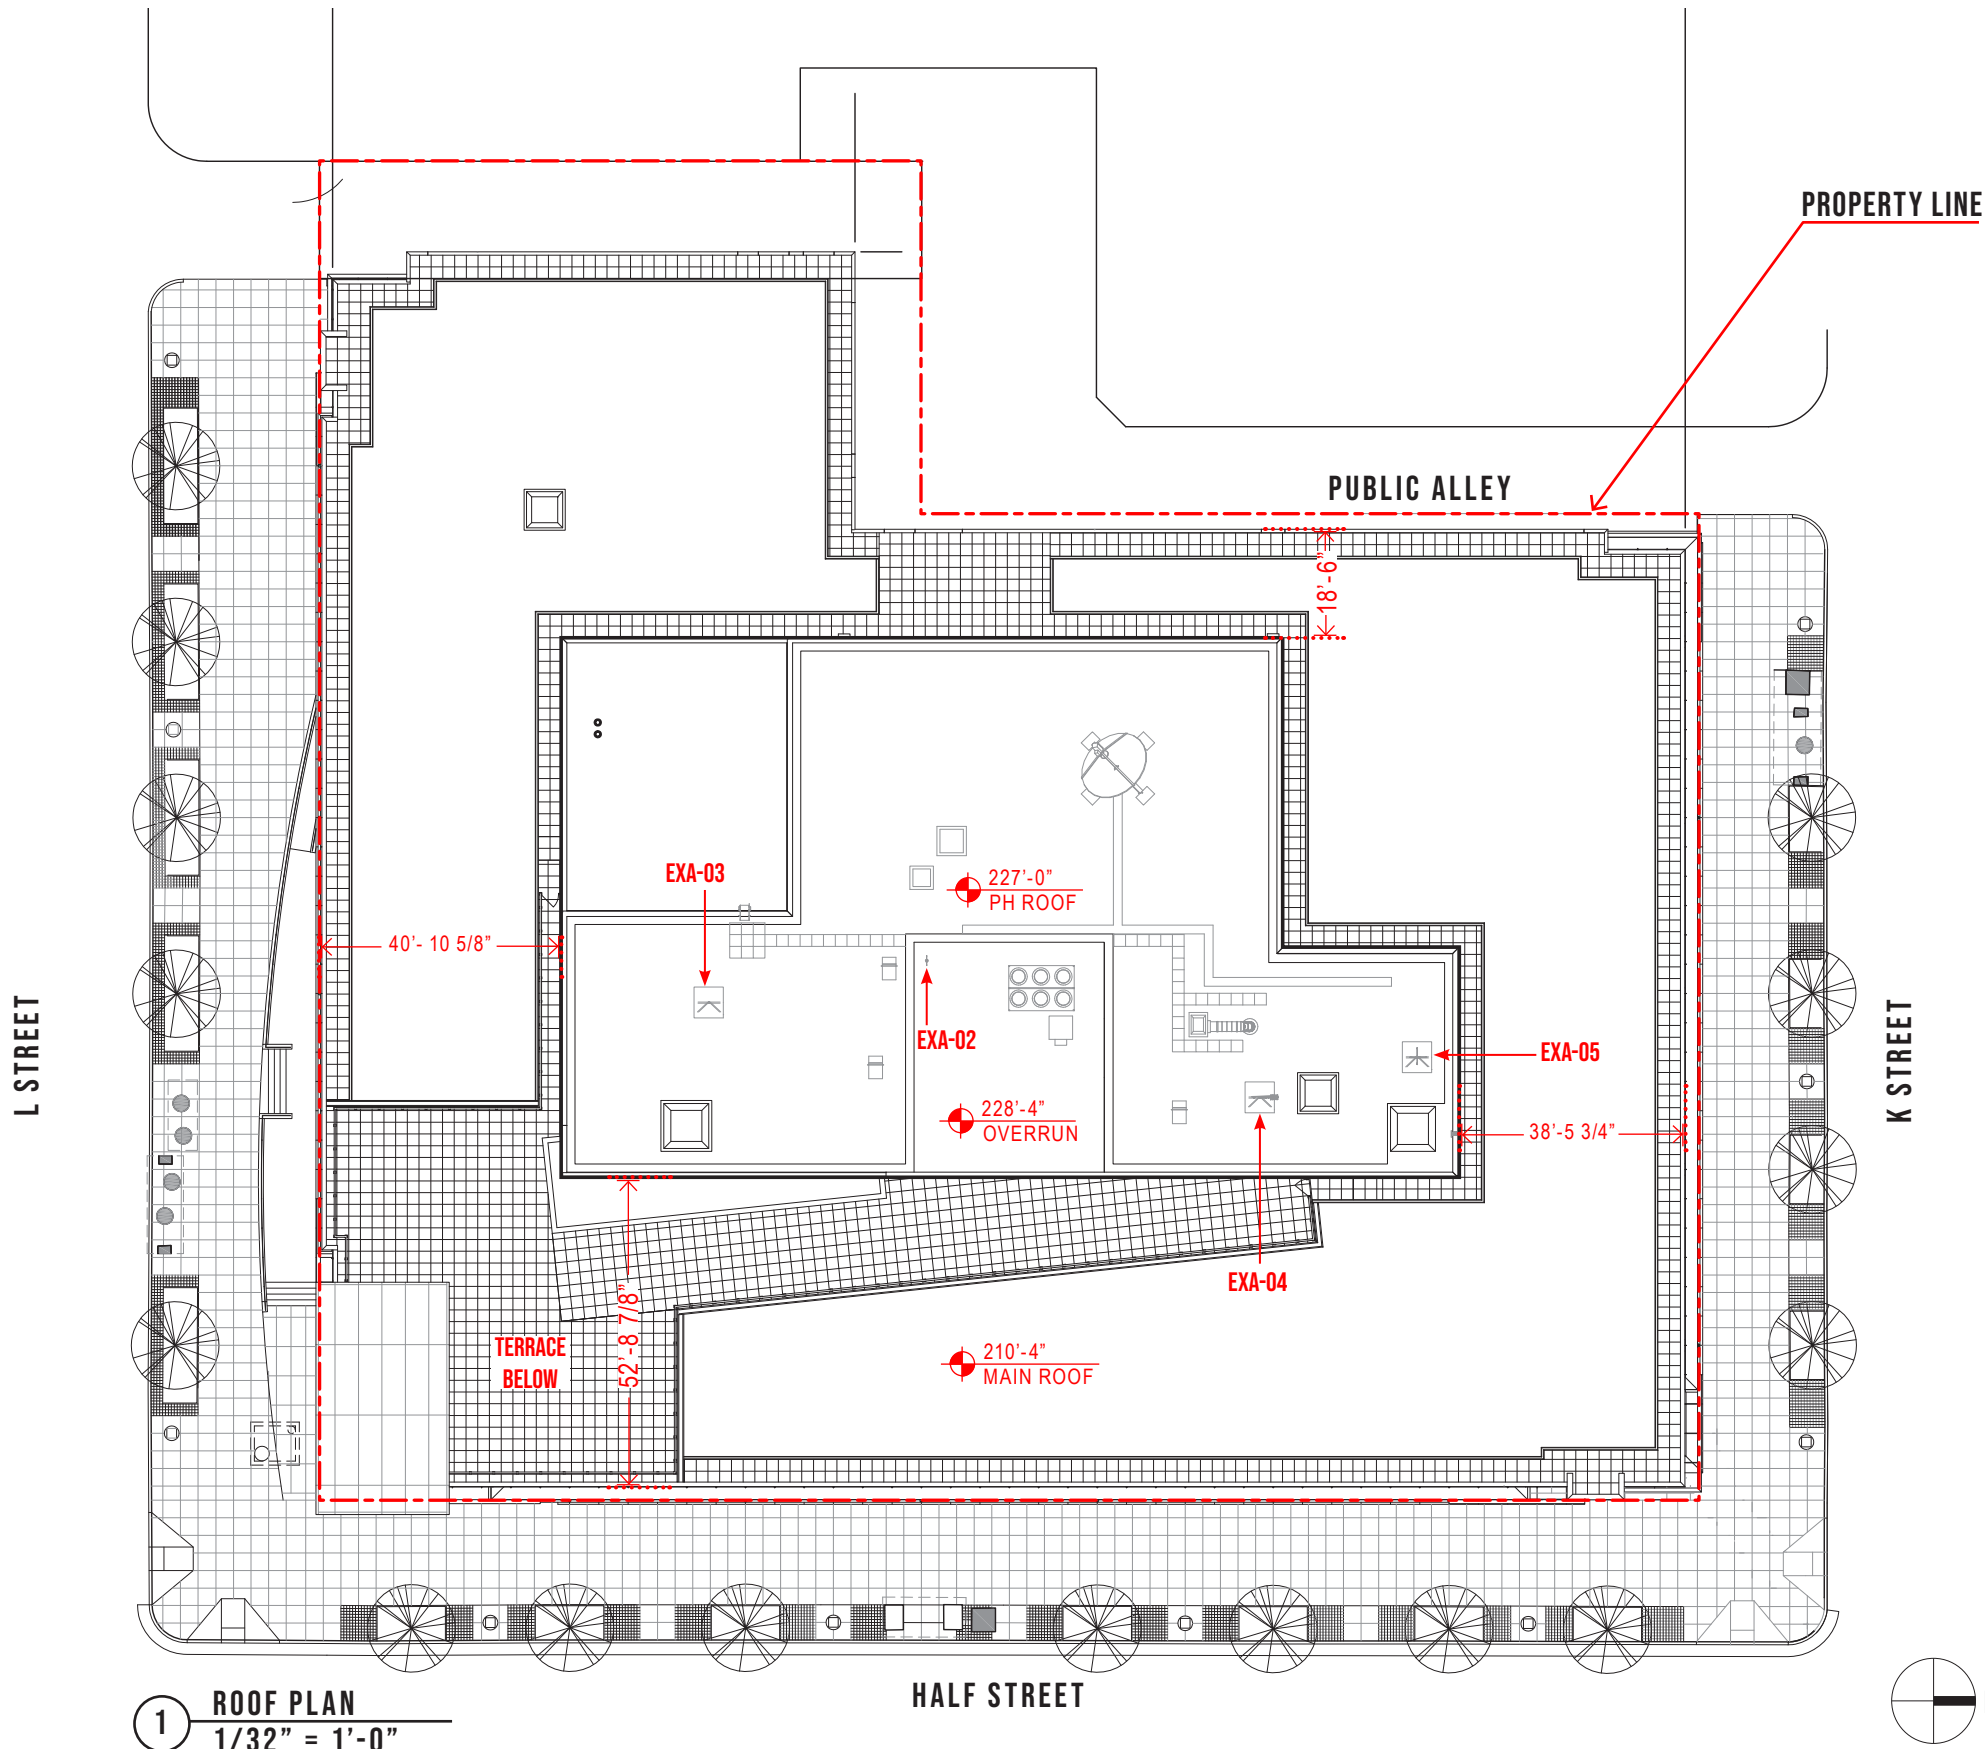 PROPERTY LINE
PUBLIC ALLEY
18'-6"
EXA-03
227'-0"
PH ROOF
40'- 10 5/8"
EXA-02
EXA-05
L STREET
K STREET
228'-4"
OVERRUN
38'-5 3/4"
EXA-04
52'-8 7/8"
TERRACE
BELOW
210'-4"
MAIN ROOF
HALF STREET
1
ROOF PLAN
1/32" = 1'-0"